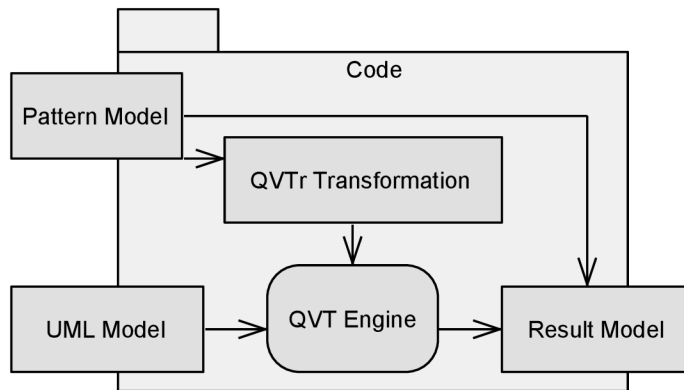 Code
Pattern Model
QVTr Transformation
UML Model
QVT Engine
Result Model